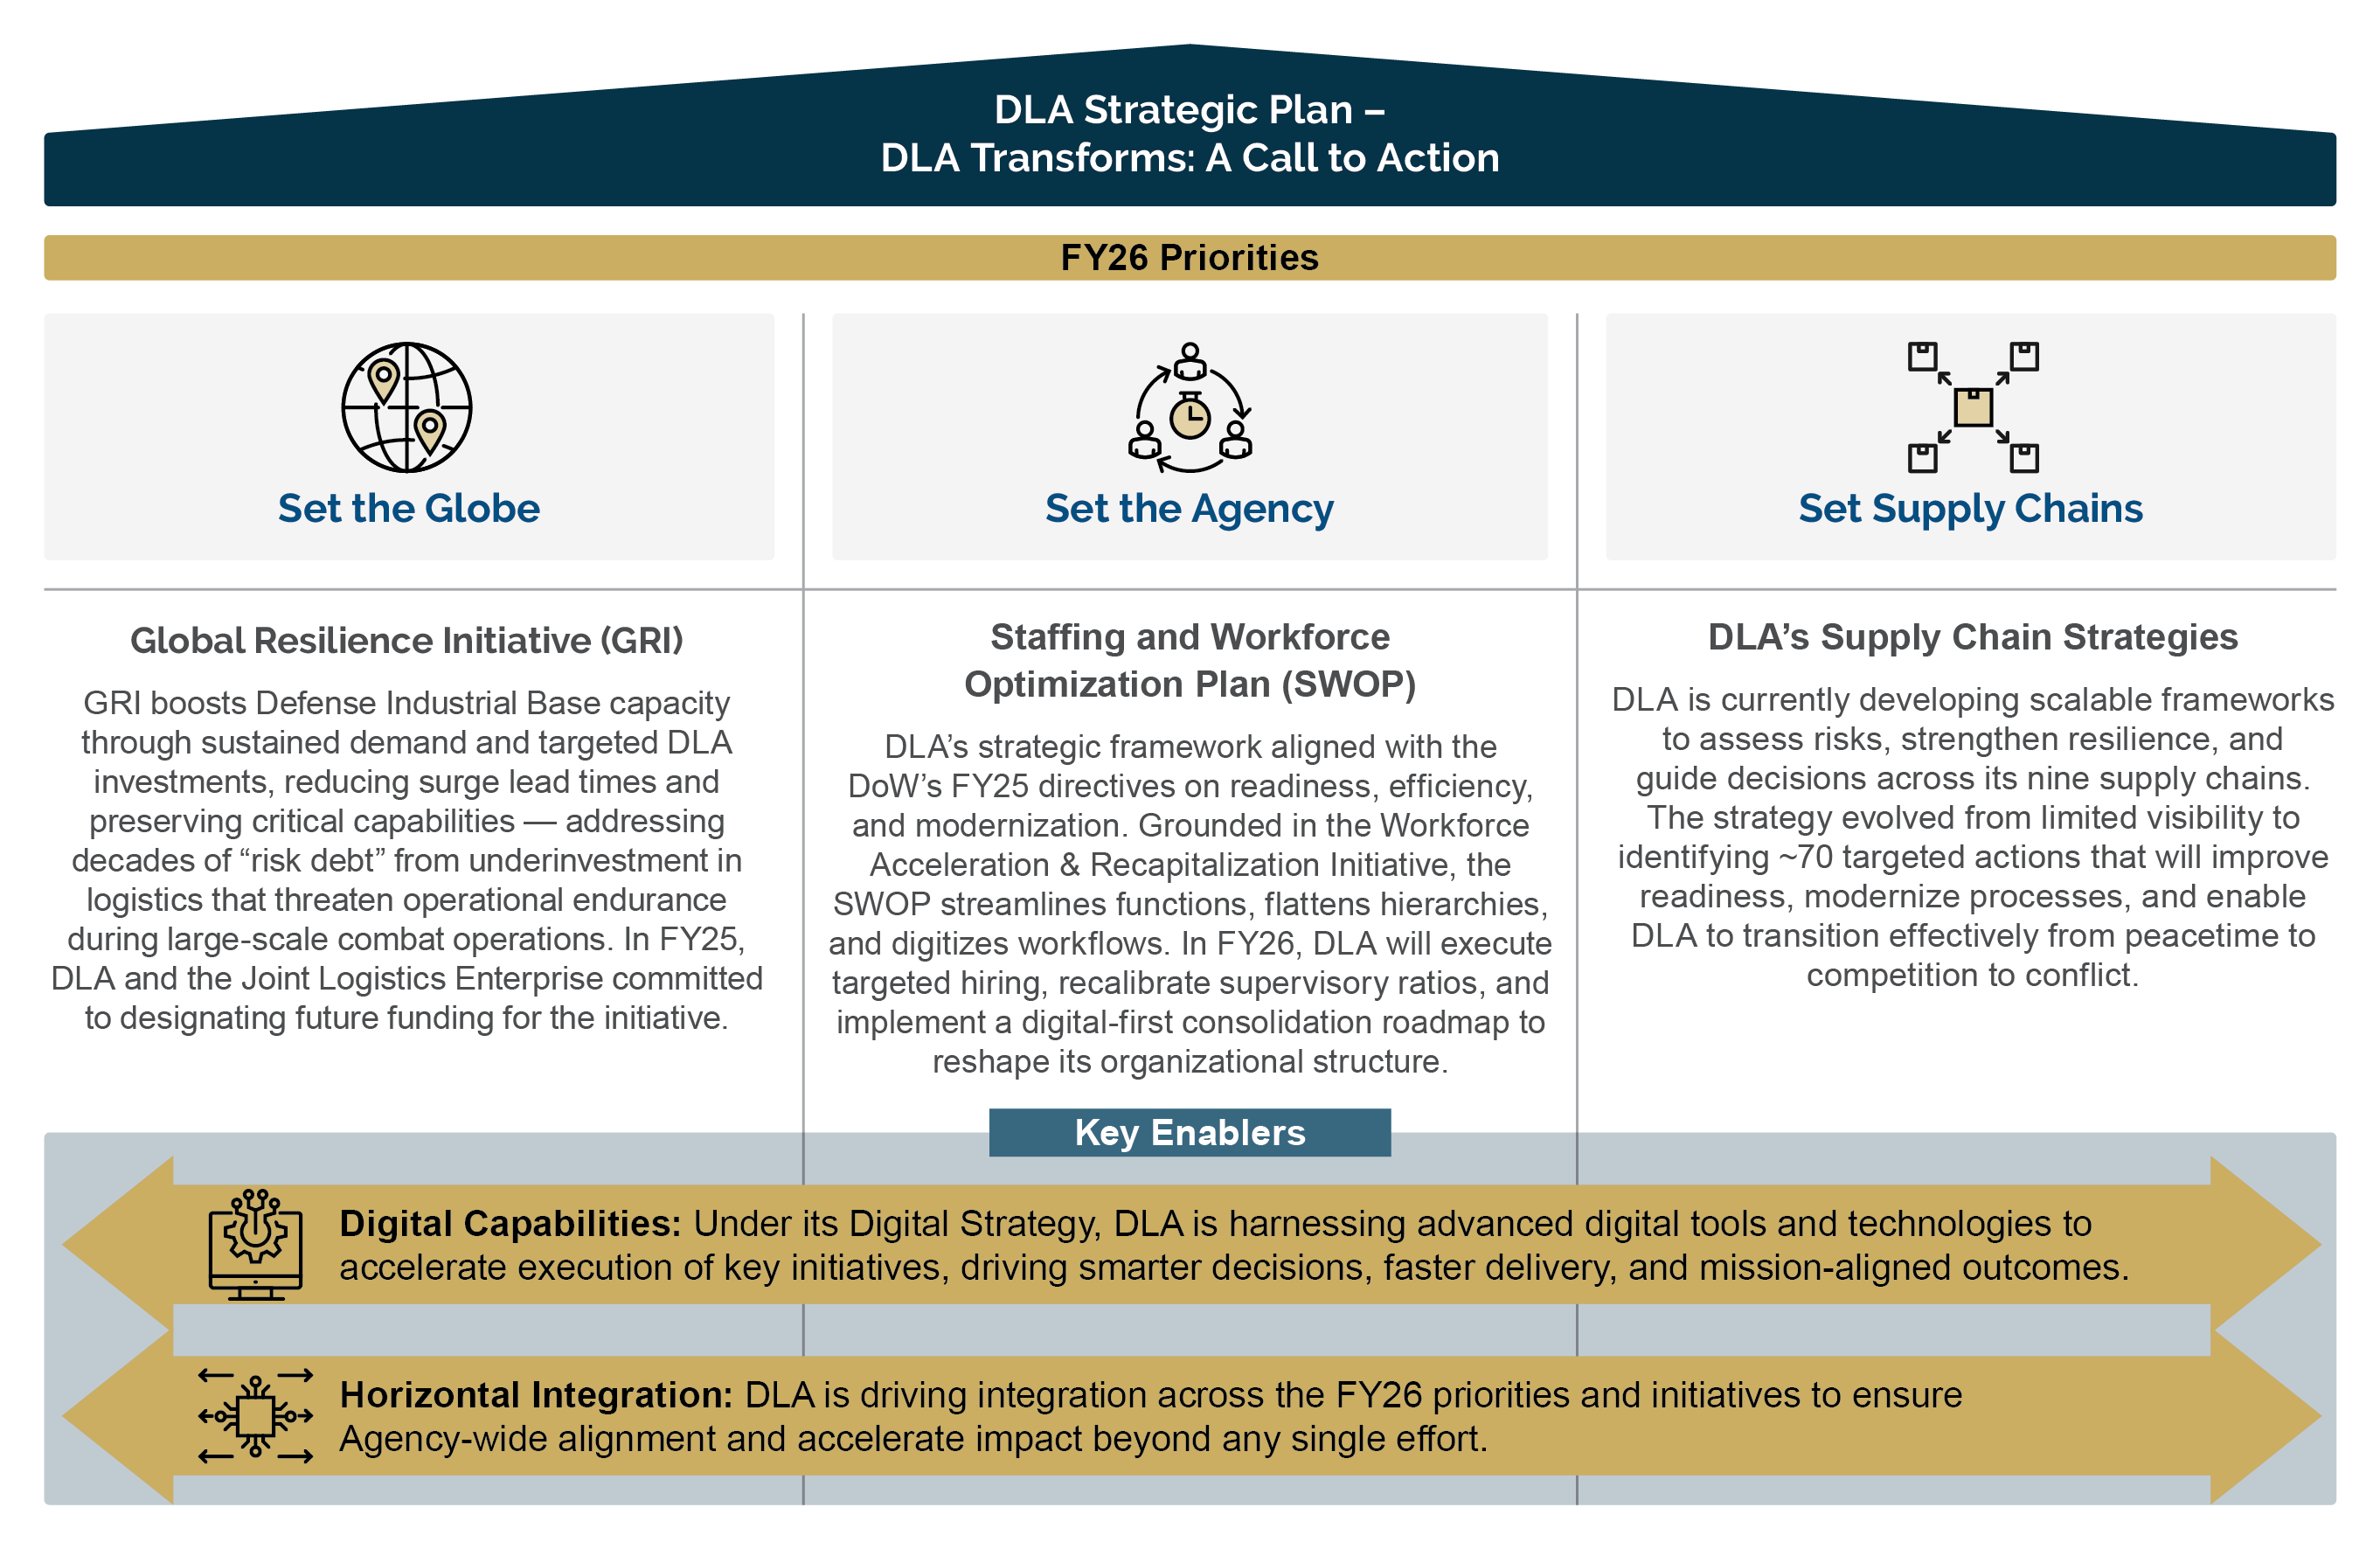 DLA Strategic Plan –
DLA Transforms: A Call to Action
FY26 Priorities
Set the Globe
Global Resilience Initiative (GRI)
GRI boosts Defense Industrial Base capacity
through sustained demand and targeted DLA
investments, reducing surge lead times and
preserving critical capabilities — addressing
decades of “risk debt” from underinvestment in
logistics that threaten operational endurance
during large-scale combat operations. In FY25,
DLA and the Joint Logistics Enterprise committed
to designating future funding for the initiative.
Set the Agency
Staffing and Workforce
Optimization Plan (SWOP)
DLA’s strategic framework aligned with the
DoW’s FY25 directives on readiness, efficiency,
and modernization. Grounded in the Workforce
Acceleration & Recapitalization Initiative, the
SWOP streamlines functions, flattens hierarchies,
and digitizes workflows. In FY26, DLA will execute
targeted hiring, recalibrate supervisory ratios, and
implement a digital-first consolidation roadmap to
reshape its organizational structure.
Set Supply Chains
DLA’s Supply Chain Strategies
DLA is currently developing scalable frameworks
to assess risks, strengthen resilience, and
guide decisions across its nine supply chains.
The strategy evolved from limited visibility to
identifying ~70 targeted actions that will improve
readiness, modernize processes, and enable
DLA to transition effectively from peacetime to
competition to conflict.
Key Enablers
Digital Capabilities: Under its Digital Strategy, DLA is harnessing advanced digital tools and technologies to
accelerate execution of key initiatives, driving smarter decisions, faster delivery, and mission-aligned outcomes.
Horizontal Integration: DLA is driving integration across the FY26 priorities and initiatives to ensure
Agency-wide alignment and accelerate impact beyond any single effort.